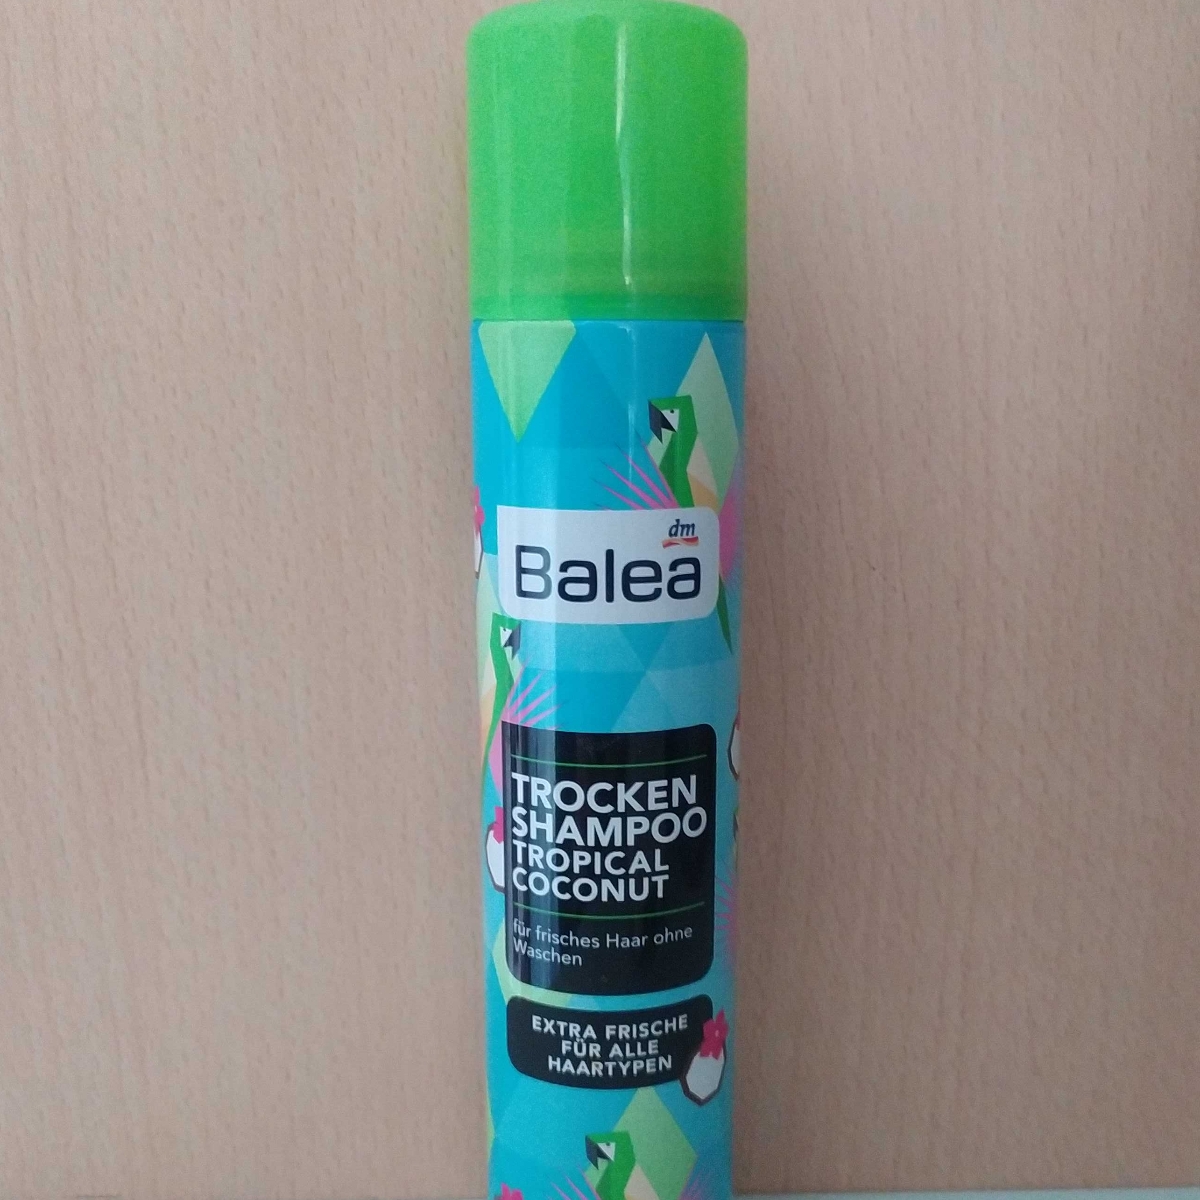 dm
Balea
TROCKEN
SHAMPOO
TROPICAL
COCONUT
für frisches Haar ohne
Waschen
EXTRA FRISCHE
FÜR ALLE
HAARTYPEN